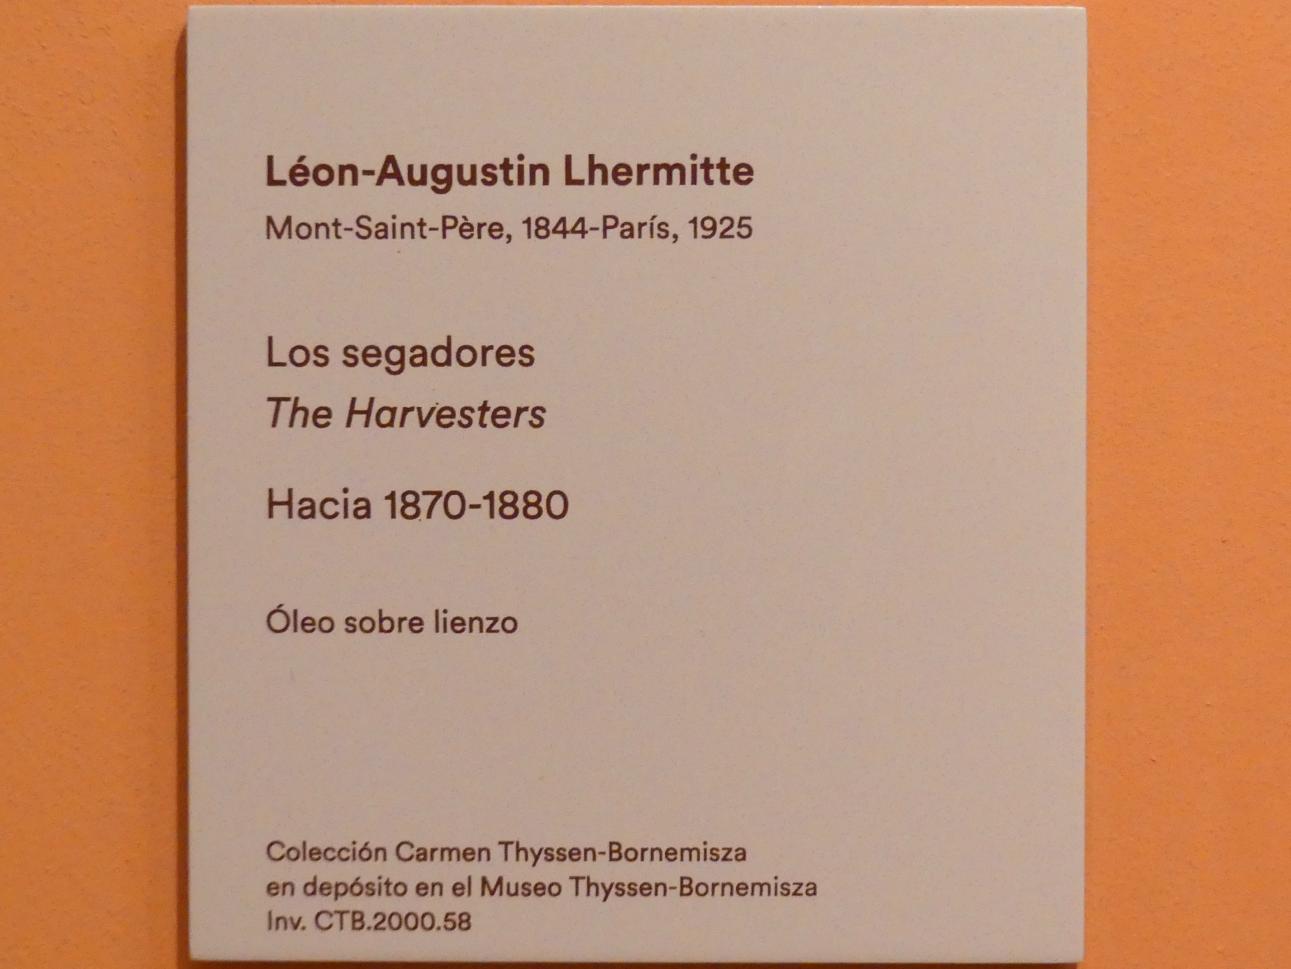 Léon-Augustin Lhermitte
Mont-Saint-Père, 1844-París, 1925
Los segadores
The Harvesters
Hacia 1870-1880
Óleo sobre lienzo
Colección Carmen Thyssen-Bornemisza
en depósito en el Museo Thyssen-Bornemisza
Inv. CTB.2000.58